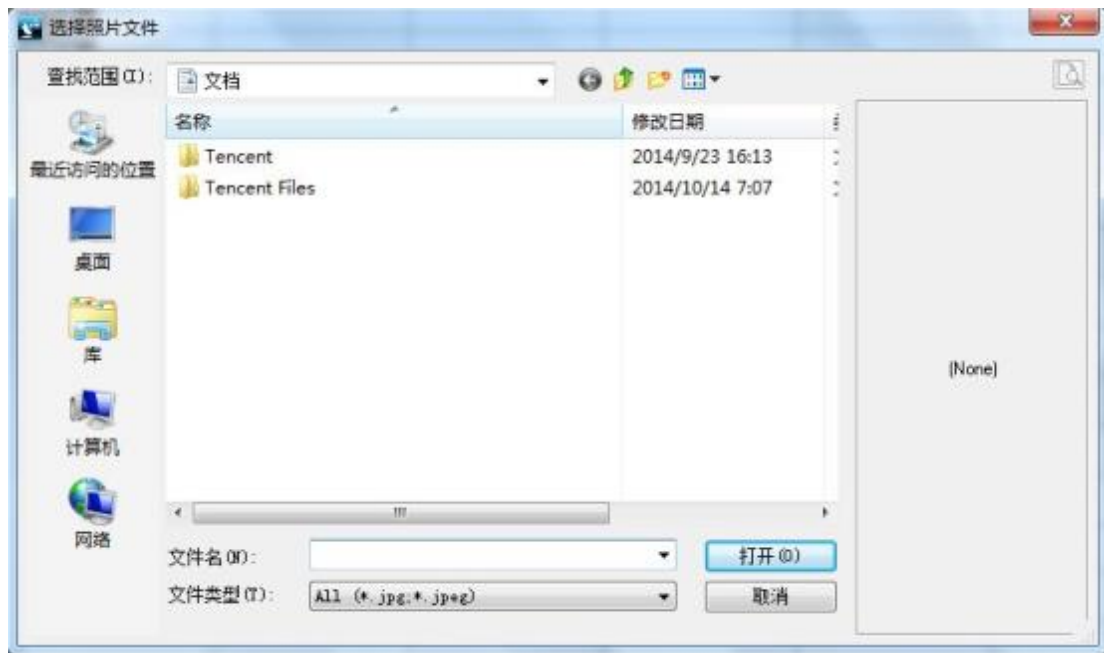 选择照片文件
查找范围(I):
文档
名称
修改日期
最近访问的位置
Tencent
2014/9/23 16:13
Tencent Files
2014/10/14 7:07
桌面
库
(None)
计算机
网络
文件名(N):
打开(O)
文件类型(T):
All (*.jpg;*.jpeg)
取消